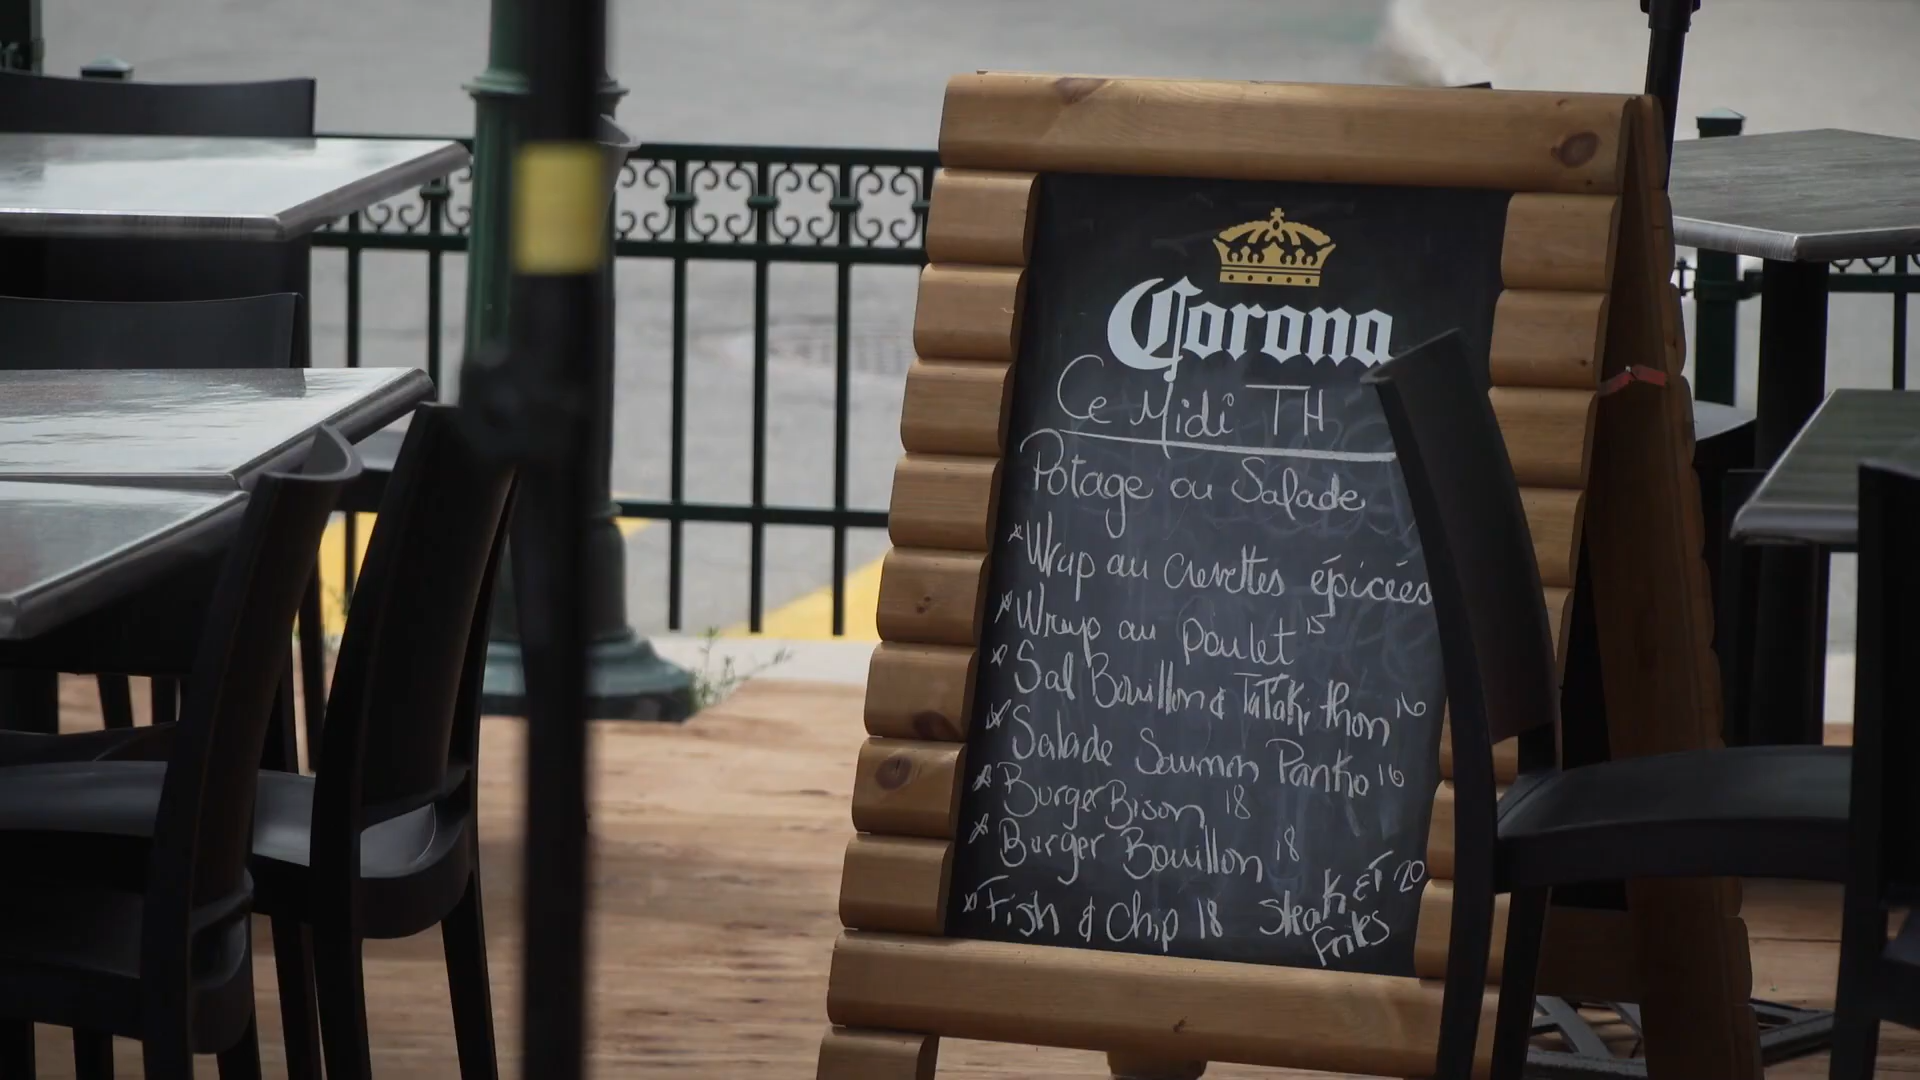 Corona
Ce Midi TH
Potage ou Salade
Wrap au crevettes épicées
Wrap au poulet 15
Sal Bouillon & Tataki thon 16
Salade Saumon Panko 16
Burger Bison 18
Burger Bouillon 18
Fish & Chip 18
Steak ET Frites 20